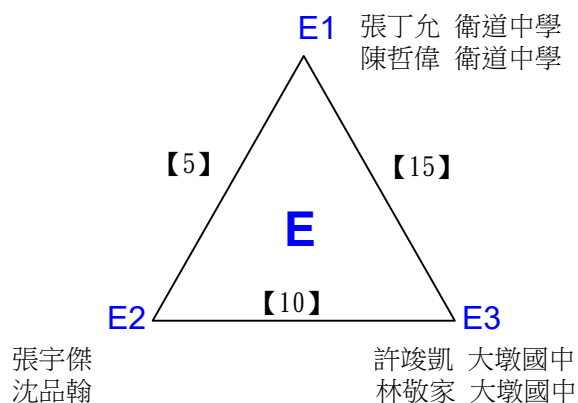 E1 張丁允 衛道中學
陳哲偉 衛道中學
【5】 【15】
E
【10】
E2 E3
張宇傑 許竣凱 大墩國中
沈品翰 林敬家 大墩國中